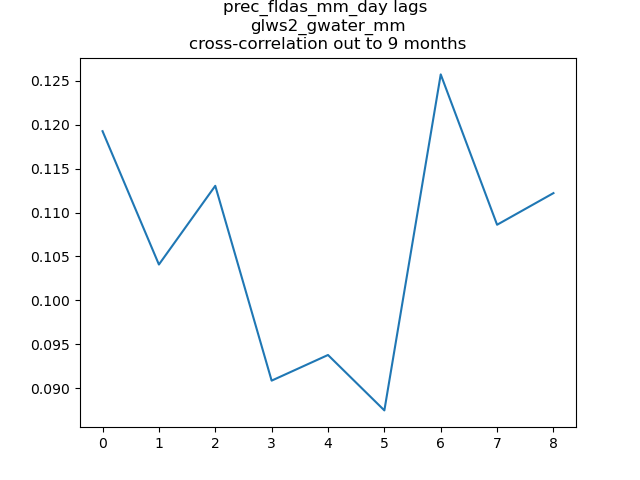 prec_fldas_mm_day lags
glws2_gwater_mm
cross-correlation out to 9 months
0.125
0.120
0.115
0.110
0.105
0.100
0.095
0.090
0 1 2 3 4 5 6 7 8